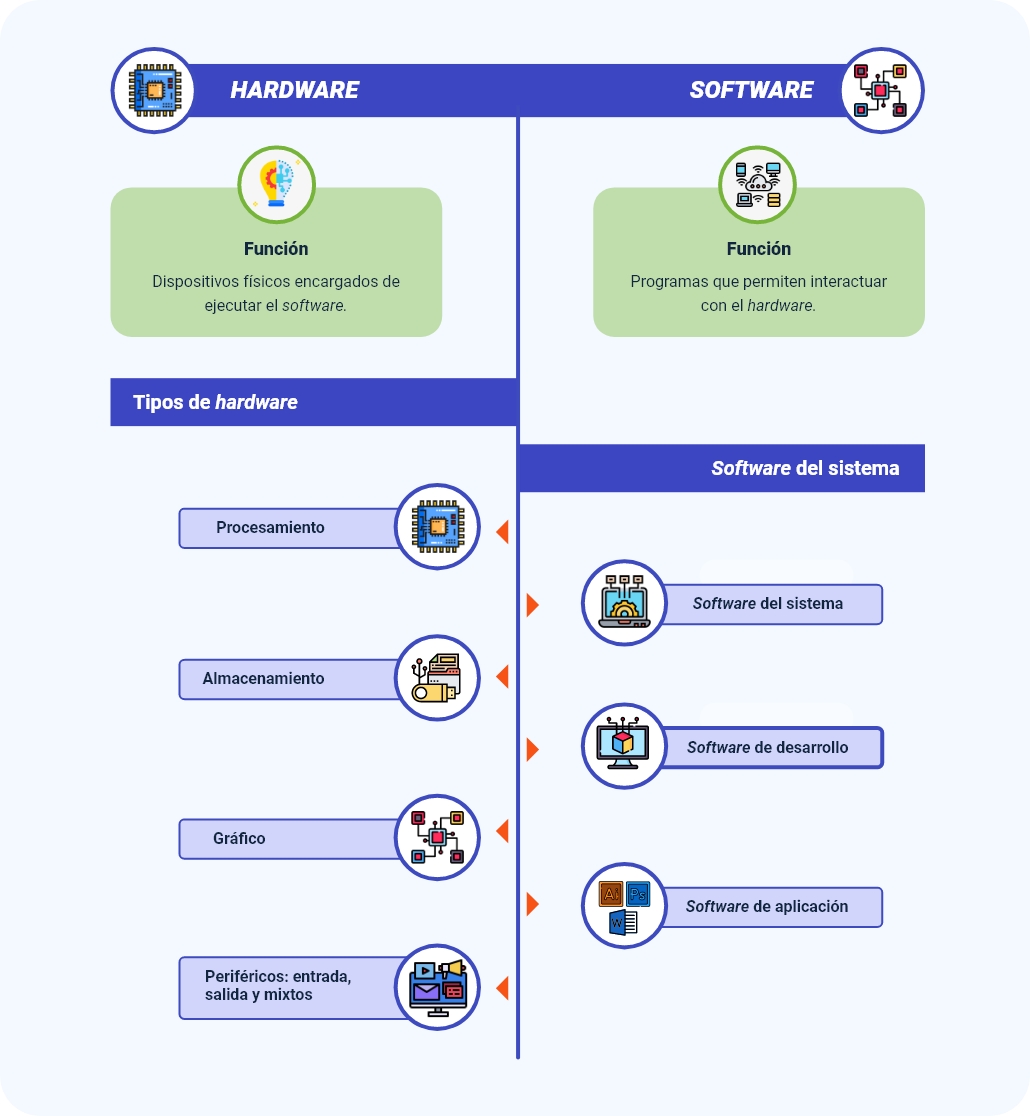 HARDWARE
SOFTWARE
Función
Dispositivos físicos encargados de
ejecutar el software.
Función
Programas que permiten interactuar
con el hardware.
Tipos de hardware
Software del sistema
Procesamiento
Software del sistema
Almacenamiento
Software de desarrollo
Gráfico
Ai
Ps
W
Software de aplicación
Periféricos: entrada,
salida y mixtos